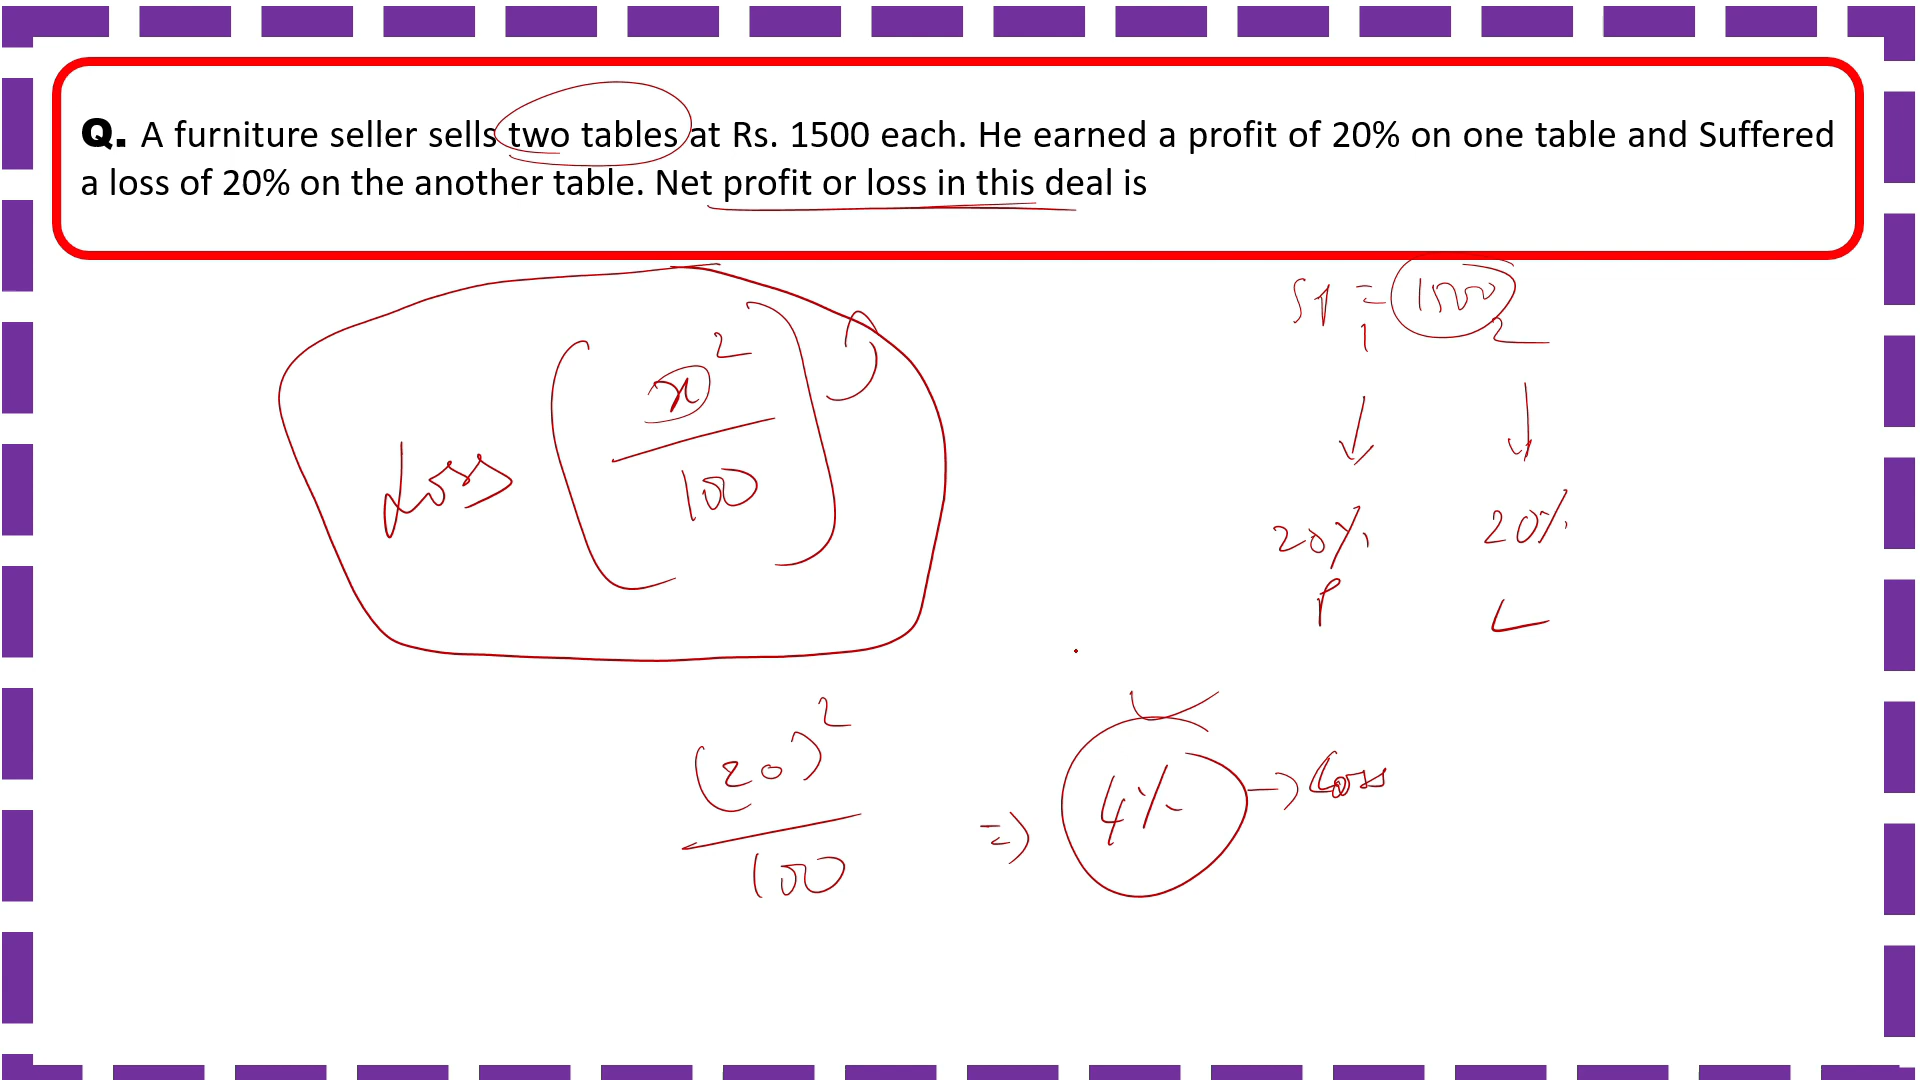 Q. A furniture seller sells two tables at Rs. 1500 each. He earned a profit of 20% on one table and Suffered
a loss of 20% on the another table. Net profit or loss in this deal is
SP = 1500
1 2
x²
Loss ( / )
100
20% 20%
P L
(20)²
/ => 4% -> Loss
100